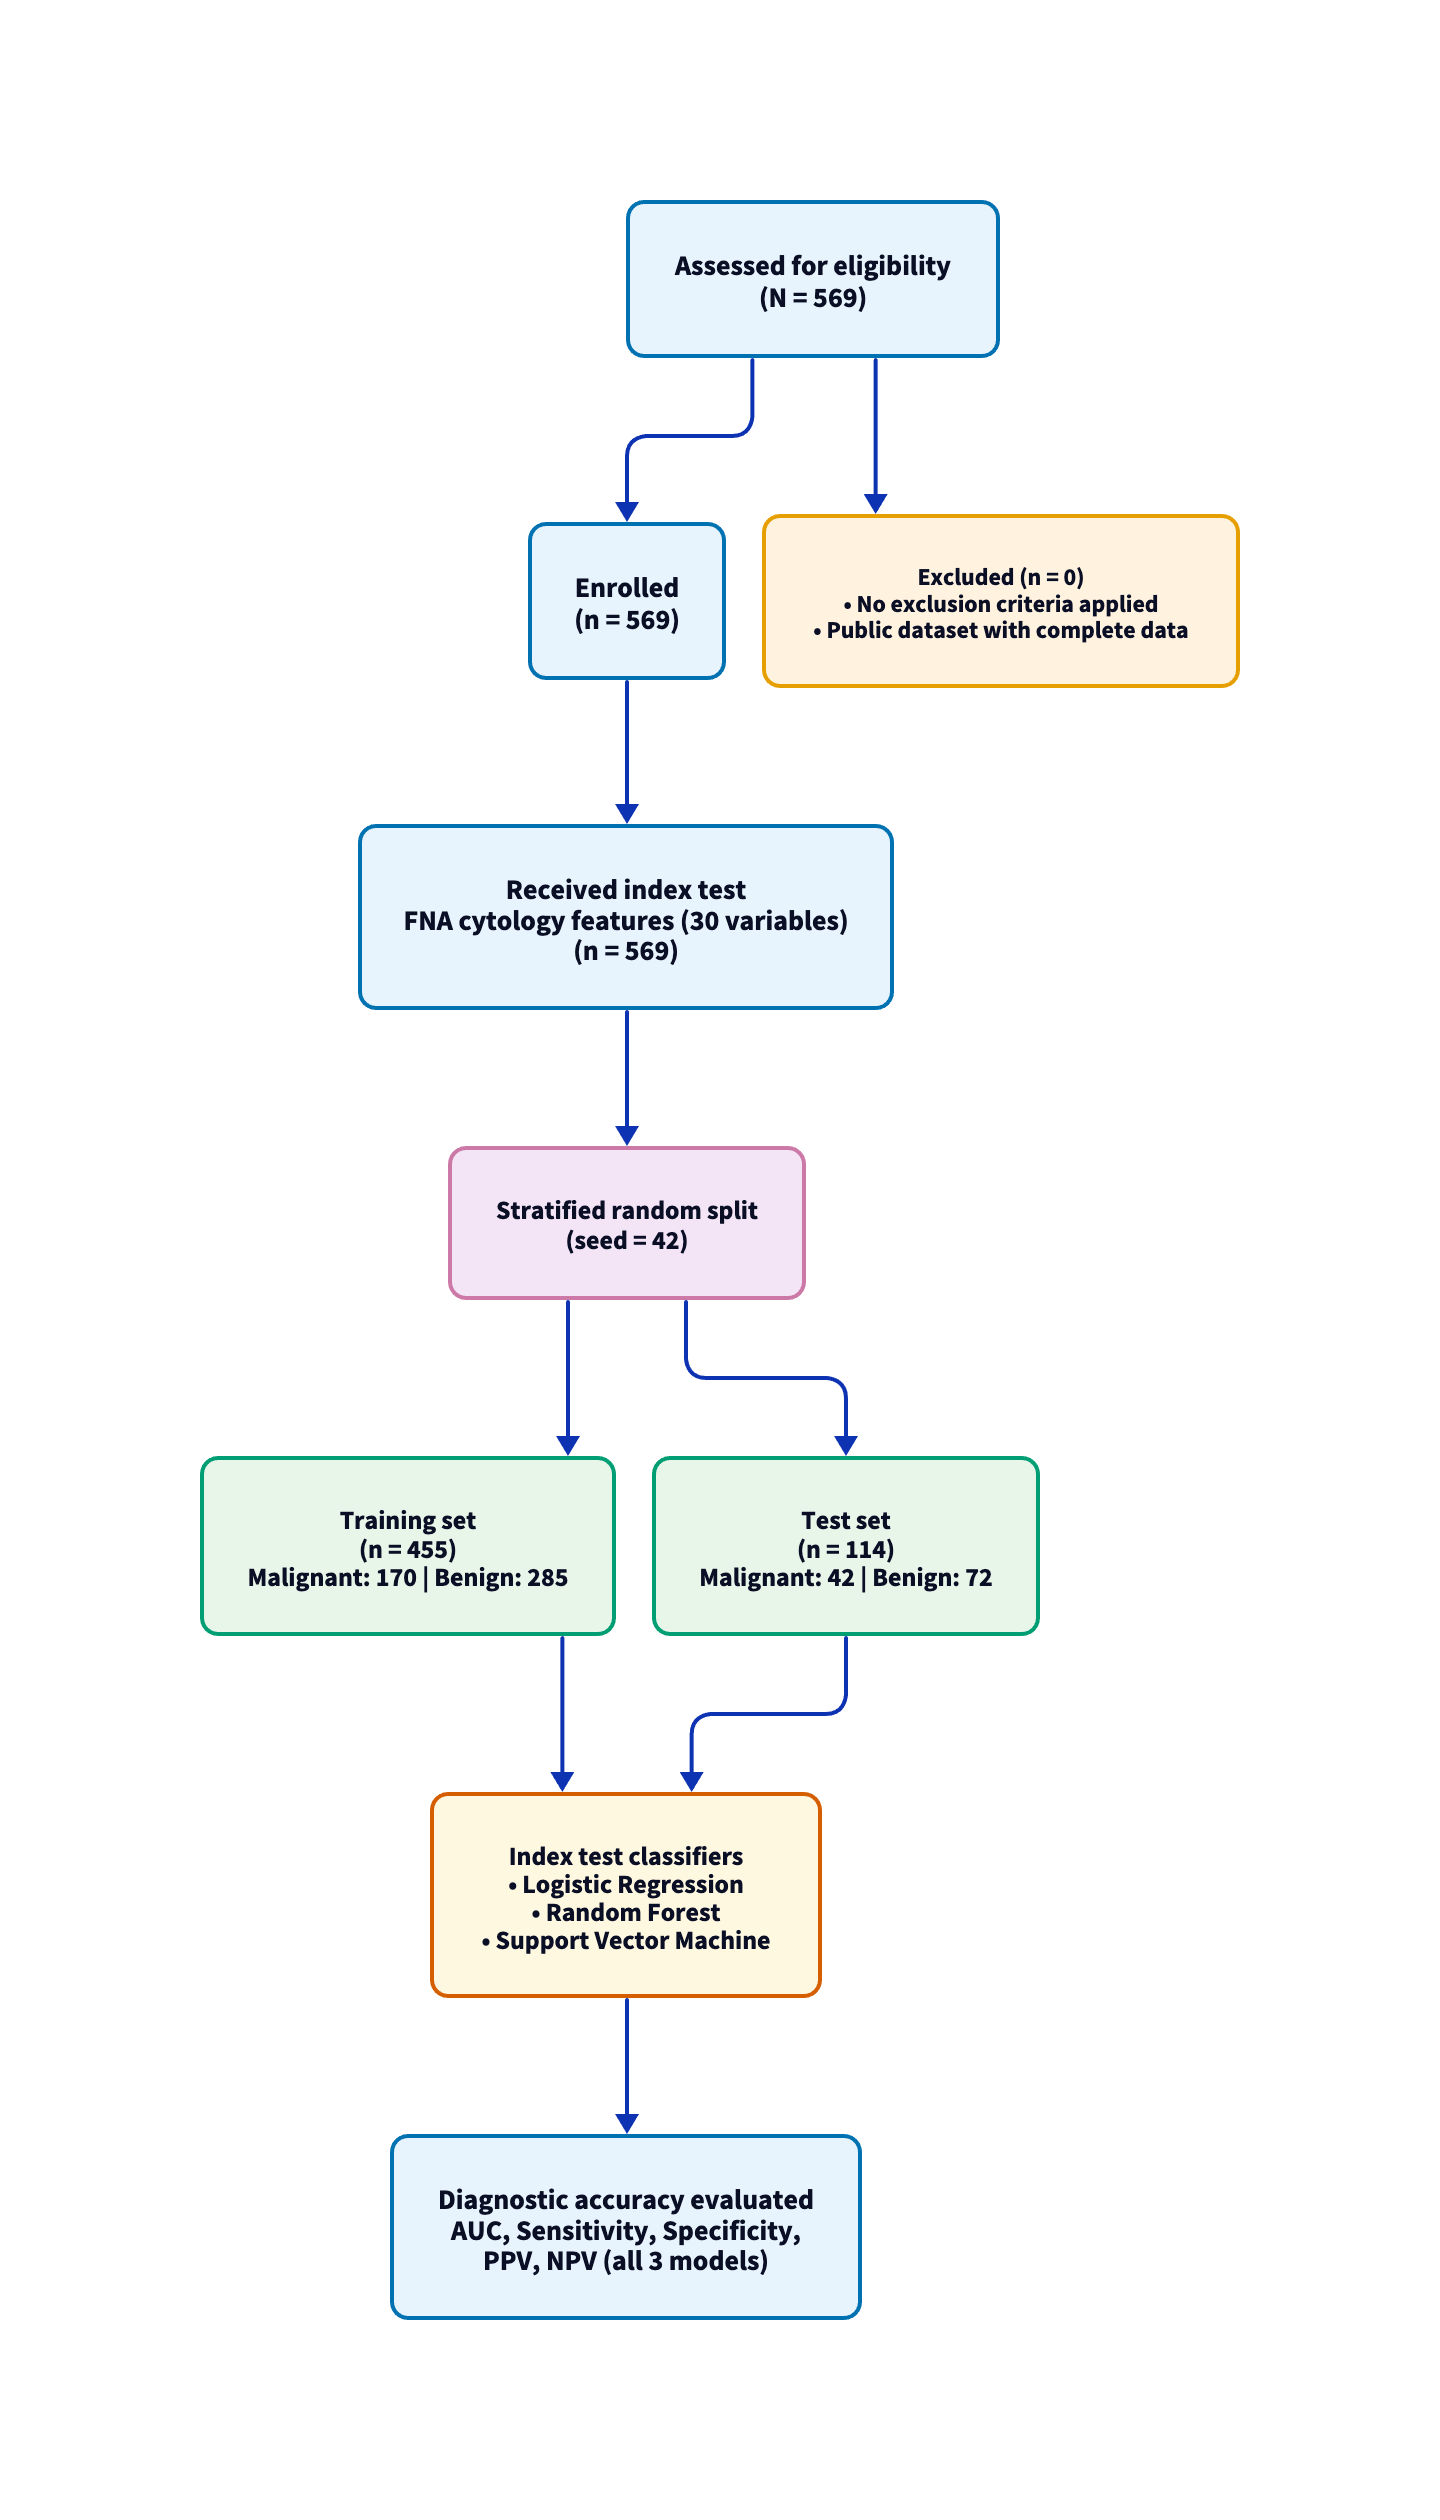 Assessed for eligibility
(N = 569)
Enrolled
(n = 569)
Excluded (n = 0)
• No exclusion criteria applied
• Public dataset with complete data
Received index test
FNA cytology features (30 variables)
(n = 569)
Stratified random split
(seed = 42)
Training set
(n = 455)
Malignant: 170 | Benign: 285
Test set
(n = 114)
Malignant: 42 | Benign: 72
Index test classifiers
• Logistic Regression
• Random Forest
• Support Vector Machine
Diagnostic accuracy evaluated
AUC, Sensitivity, Specificity,
PPV, NPV (all 3 models)